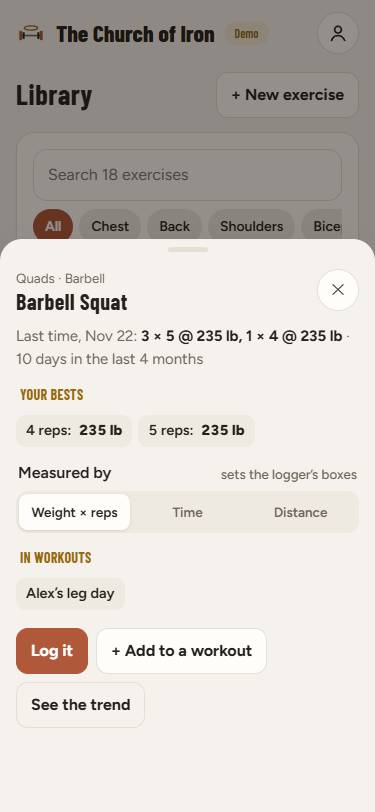 The Church of Iron Demo
Library + New exercise
Search 18 exercises
All Chest Back Shoulders Bice
Quads · Barbell
Barbell Squat
Last time, Nov 22: 3 × 5 @ 235 lb, 1 × 4 @ 235 lb ·
10 days in the last 4 months
YOUR BESTS
4 reps: 235 lb 5 reps: 235 lb
Measured by sets the logger’s boxes
Weight × reps Time Distance
IN WORKOUTS
Alex’s leg day
Log it + Add to a workout
See the trend